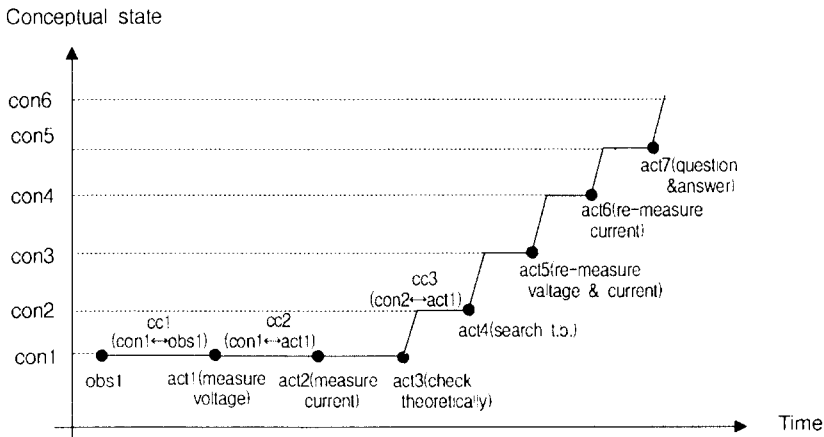 Conceptual state
con6
con5
act7(question
&answer)
con4
act6(re-measure
current)
con3
cc3
(con2↔act1)
act5(re-measure
valtage & current)
con2
cc1
(con1↔obs1)
cc2
(con1↔act1)
act4(search t.b.)
con1
obs1
act1(measure
voltage)
act2(measure
current)
act3(check
theoretically)
Time